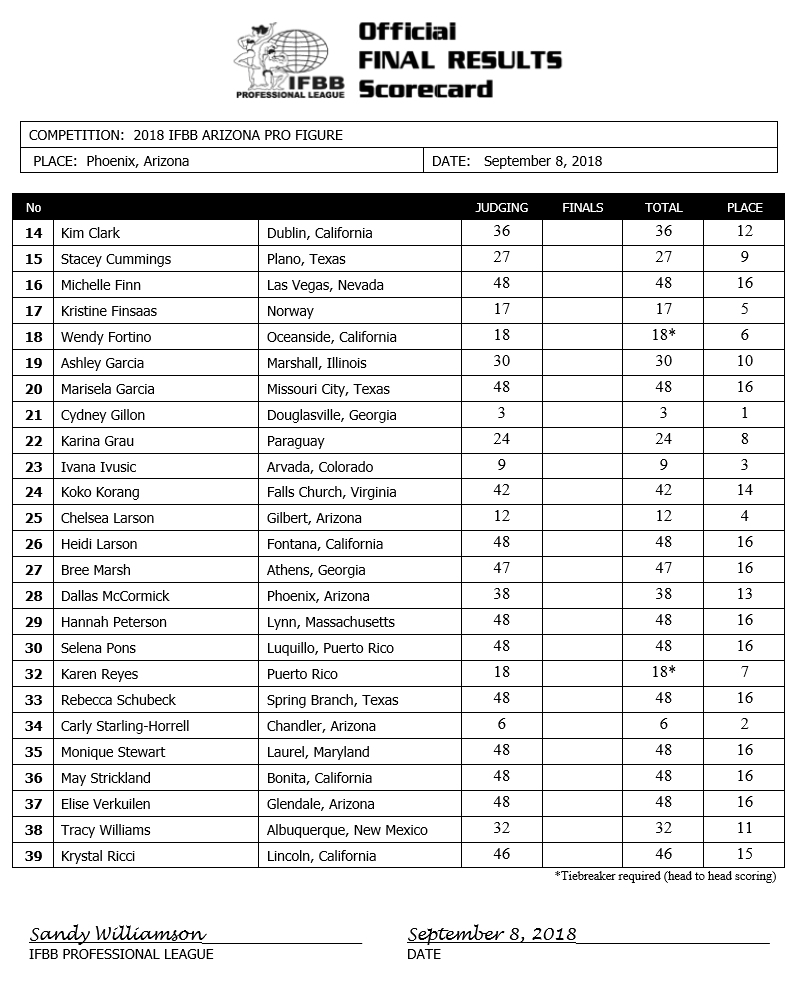 IFBB
PROFESSIONAL LEAGUE
Official
FINAL RESULTS
Scorecard
COMPETITION: 2018 IFBB ARIZONA PRO FIGURE
PLACE: Phoenix, Arizona DATE: September 8, 2018
No JUDGING FINALS TOTAL PLACE
14 Kim Clark Dublin, California 36 36 12
15 Stacey Cummings Plano, Texas 27 27 9
16 Michelle Finn Las Vegas, Nevada 48 48 16
17 Kristine Finsaas Norway 17 17 5
18 Wendy Fortino Oceanside, California 18 18* 6
19 Ashley Garcia Marshall, Illinois 30 30 10
20 Marisela Garcia Missouri City, Texas 48 48 16
21 Cydney Gillon Douglasville, Georgia 3 3 1
22 Karina Grau Paraguay 24 24 8
23 Ivana Ivusic Arvada, Colorado 9 9 3
24 Koko Korang Falls Church, Virginia 42 42 14
25 Chelsea Larson Gilbert, Arizona 12 12 4
26 Heidi Larson Fontana, California 48 48 16
27 Bree Marsh Athens, Georgia 47 47 16
28 Dallas McCormick Phoenix, Arizona 38 38 13
29 Hannah Peterson Lynn, Massachusetts 48 48 16
30 Selena Pons Luquillo, Puerto Rico 48 48 16
32 Karen Reyes Puerto Rico 18 18* 7
33 Rebecca Schubeck Spring Branch, Texas 48 48 16
34 Carly Starling-Horrell Chandler, Arizona 6 6 2
35 Monique Stewart Laurel, Maryland 48 48 16
36 May Strickland Bonita, California 48 48 16
37 Elise Verkuilen Glendale, Arizona 48 48 16
38 Tracy Williams Albuquerque, New Mexico 32 32 11
39 Krystal Ricci Lincoln, California 46 46 15
*Tiebreaker required (head to head scoring)
Sandy Williamson September 8, 2018
IFBB PROFESSIONAL LEAGUE DATE